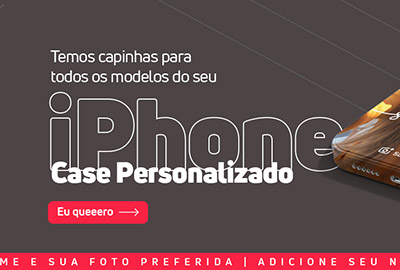 Temos capinhas para
todos os modelos do seu
iPhone
Case Personalizado
Eu queeero
ME E SUA FOTO PREFERIDA | ADICIONE SEU N